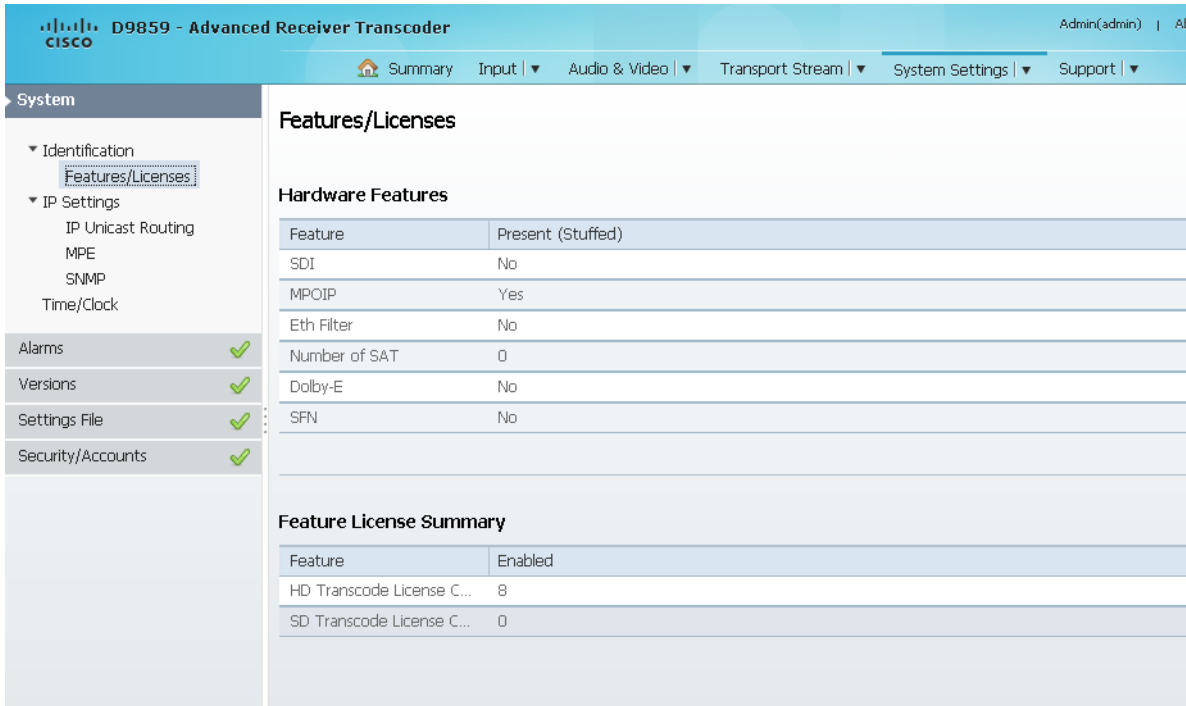 CISCO
D9859 - Advanced Receiver Transcoder
Admin(admin) |
Summary Input | ▼ Audio & Video | ▼ Transport Stream | ▼ System Settings | ▼ Support | ▼
System
Identification
Features/Licenses
IP Settings
IP Unicast Routing
MPE
SNMP
Time/Clock
Alarms
Versions
Settings File
Security/Accounts
Features/Licenses
Hardware Features
Feature Present (Stuffed)
SDI No
MPOIP Yes
Eth Filter No
Number of SAT 0
Dolby-E No
SFN No
Feature License Summary
Feature Enabled
HD Transcode License C... 8
SD Transcode License C... 0